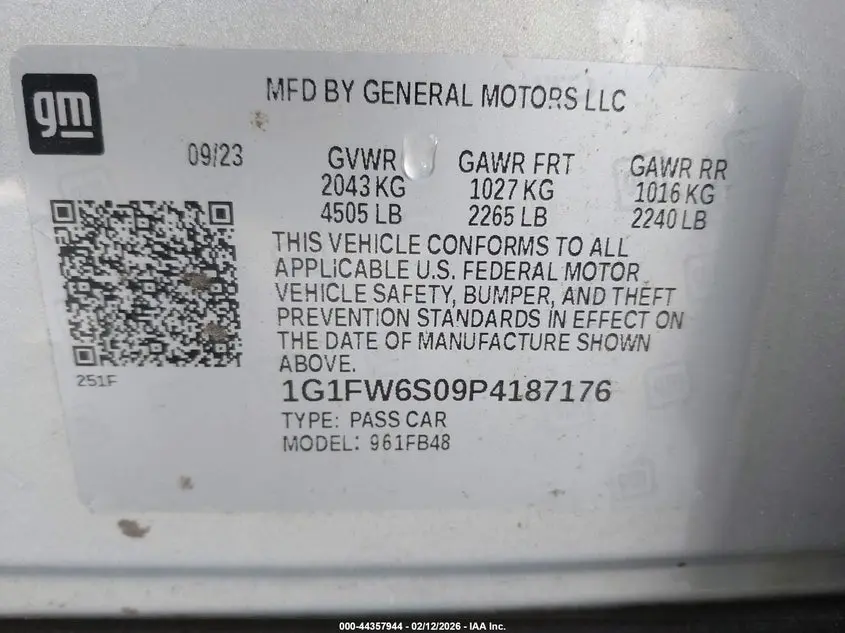 gm
MFD BY GENERAL MOTORS LLC
09/23
GVWR GAWR FRT GAWR RR
2043 KG 1027 KG 1016 KG
4505 LB 2265 LB 2240 LB
THIS VEHICLE CONFORMS TO ALL
APPLICABLE U.S. FEDERAL MOTOR
VEHICLE SAFETY, BUMPER, AND THEFT
PREVENTION STANDARDS IN EFFECT ON
THE DATE OF MANUFACTURE SHOWN
ABOVE.
251F
1G1FW6S09P4187176
TYPE: PASS CAR
MODEL: 961FB48
000-44357944 - 02/12/2026 - IAA Inc.